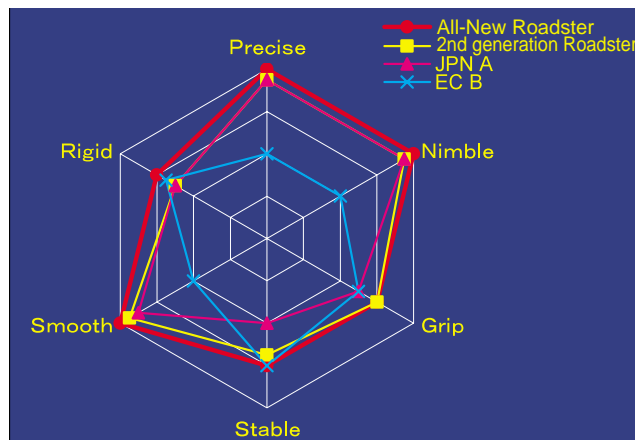 Precise
All-New Roadster
2nd generation Roadster
JPN A
EC B
Rigid
Nimble
Smooth
Grip
Stable